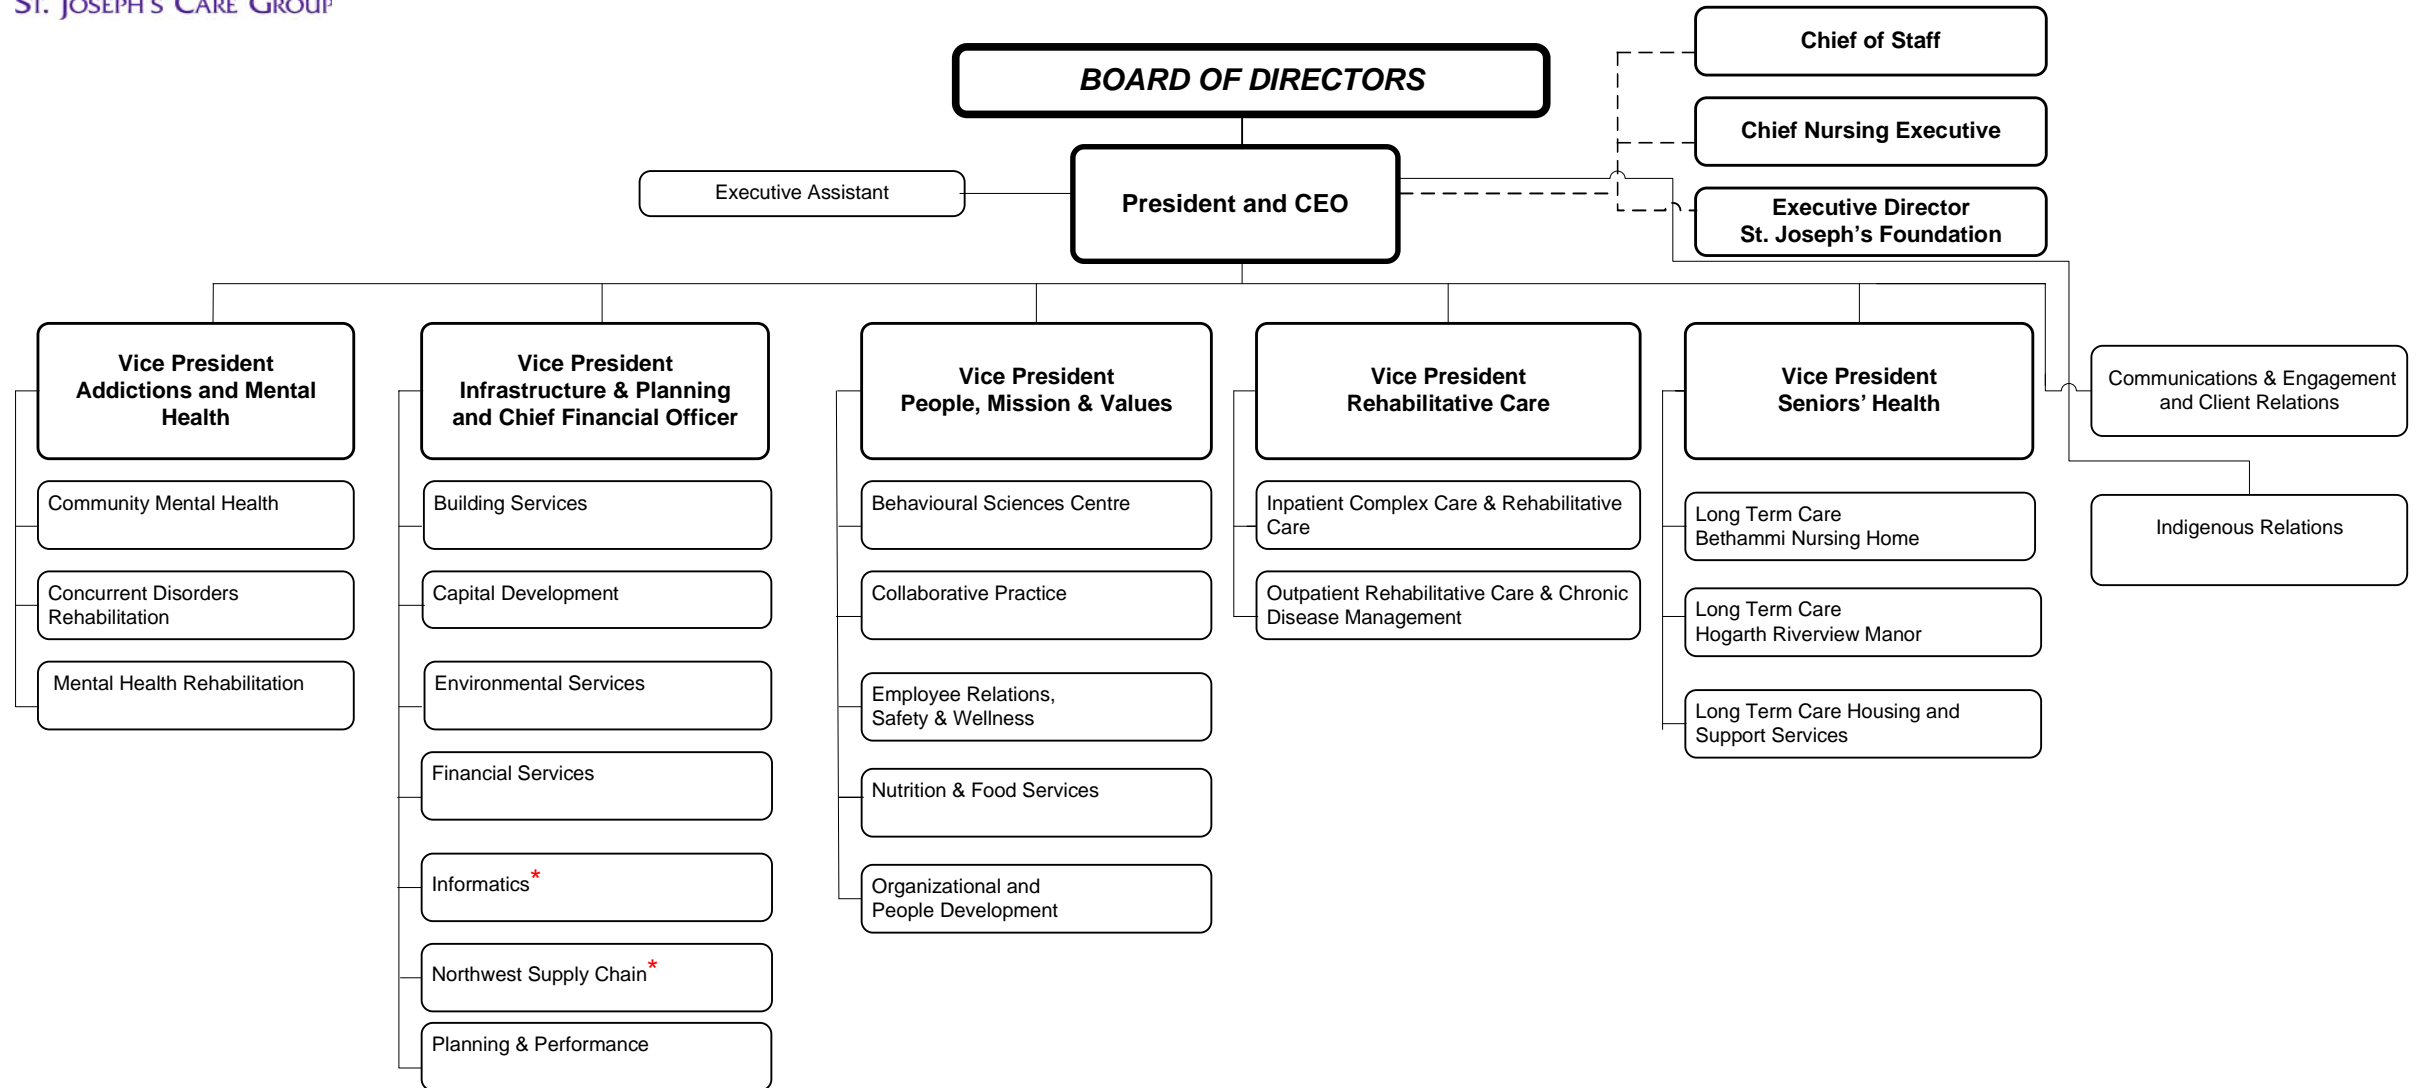 ST. JOSEPH'S CARE GROUP
BOARD OF DIRECTORS
President and CEO
Executive Assistant
Chief of Staff
Chief Nursing Executive
Executive Director
St. Joseph’s Foundation
Vice President
Addictions and Mental
Health
Community Mental Health
Concurrent Disorders
Rehabilitation
Mental Health Rehabilitation
Vice President
Infrastructure & Planning
and Chief Financial Officer
Building Services
Capital Development
Environmental Services
Financial Services
Informatics*
Northwest Supply Chain*
Planning & Performance
Vice President
People, Mission & Values
Behavioural Sciences Centre
Collaborative Practice
Employee Relations,
Safety & Wellness
Nutrition & Food Services
Organizational and
People Development
Vice President
Rehabilitative Care
Inpatient Complex Care & Rehabilitative
Care
Outpatient Rehabilitative Care & Chronic
Disease Management
Vice President
Seniors’ Health
Long Term Care
Bethammi Nursing Home
Long Term Care
Hogarth Riverview Manor
Long Term Care Housing and
Support Services
Communications & Engagement
and Client Relations
Indigenous Relations